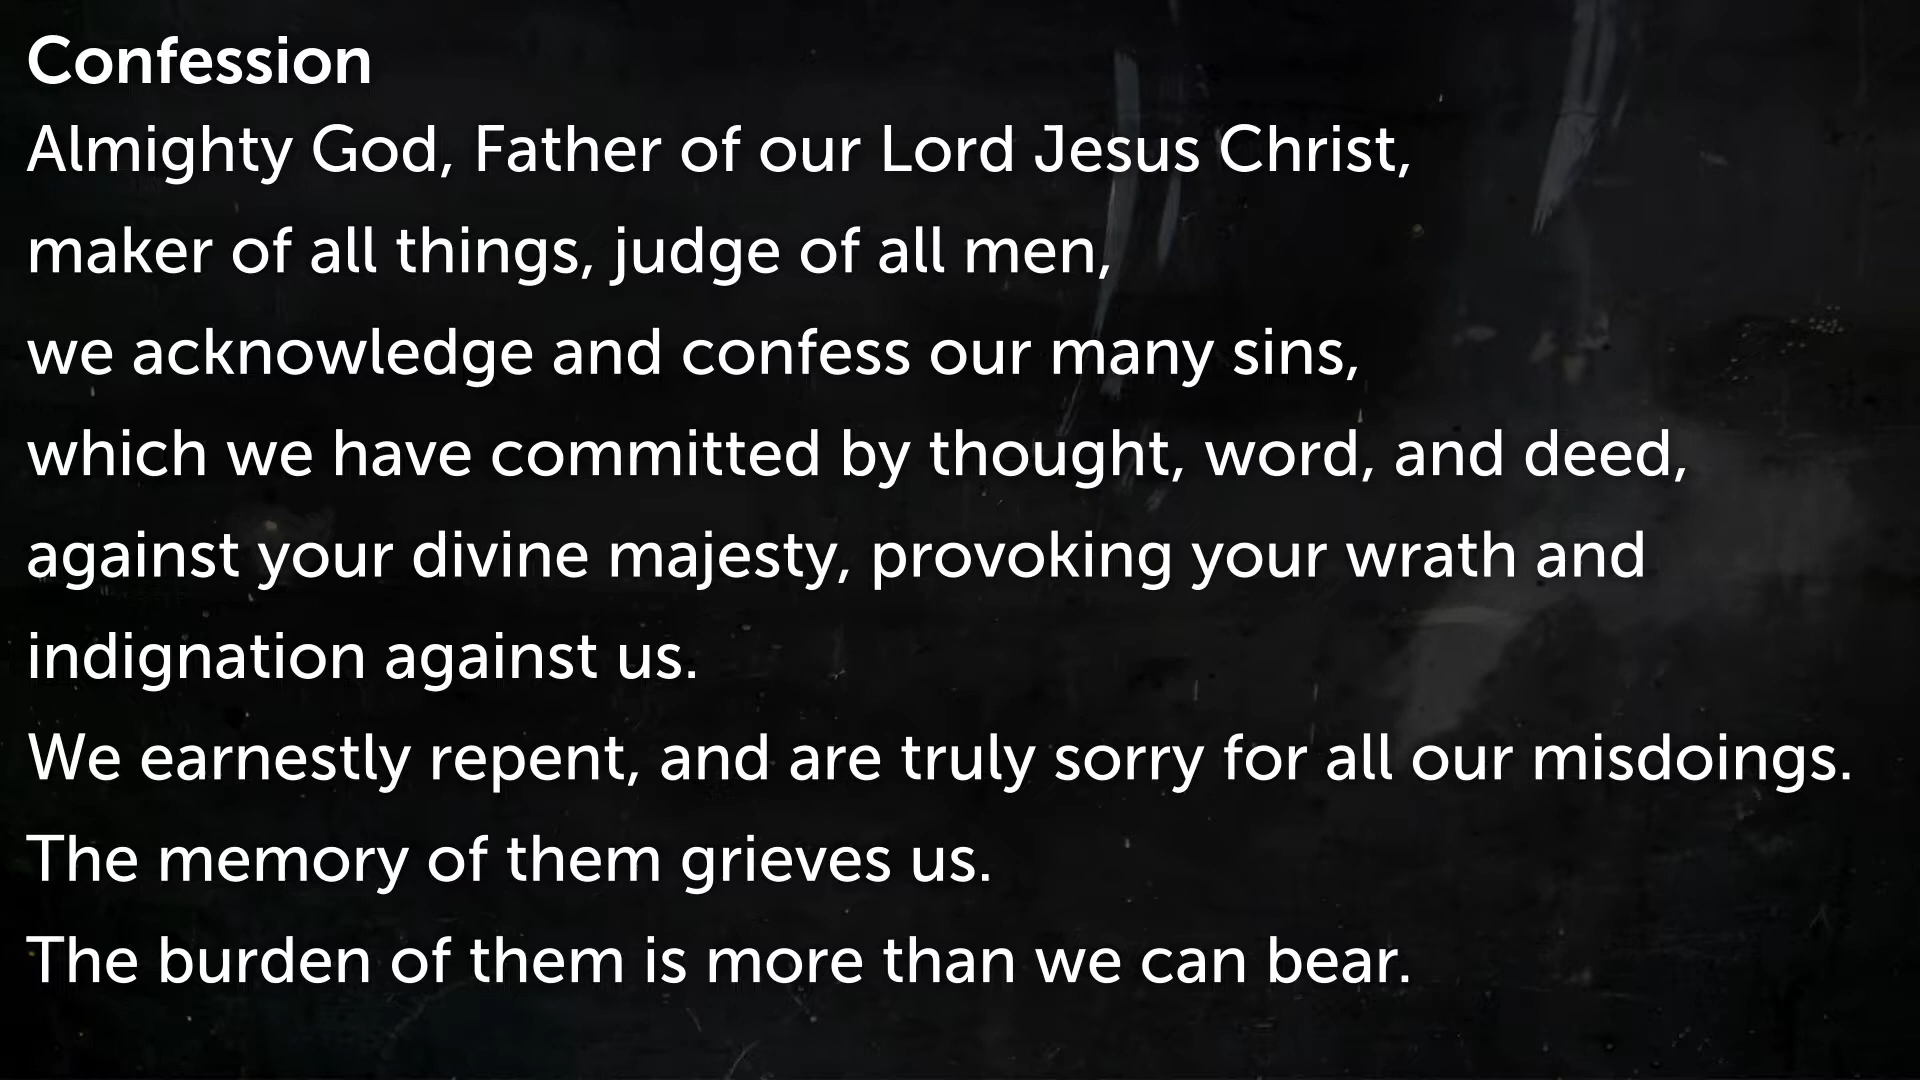 Confession
Almighty God, Father of our Lord Jesus Christ,
maker of all things, judge of all men,
we acknowledge and confess our many sins,
which we have committed by thought, word, and deed,
against your divine majesty, provoking your wrath and
indignation against us.
We earnestly repent, and are truly sorry for all our misdoings.
The memory of them grieves us.
The burden of them is more than we can bear.